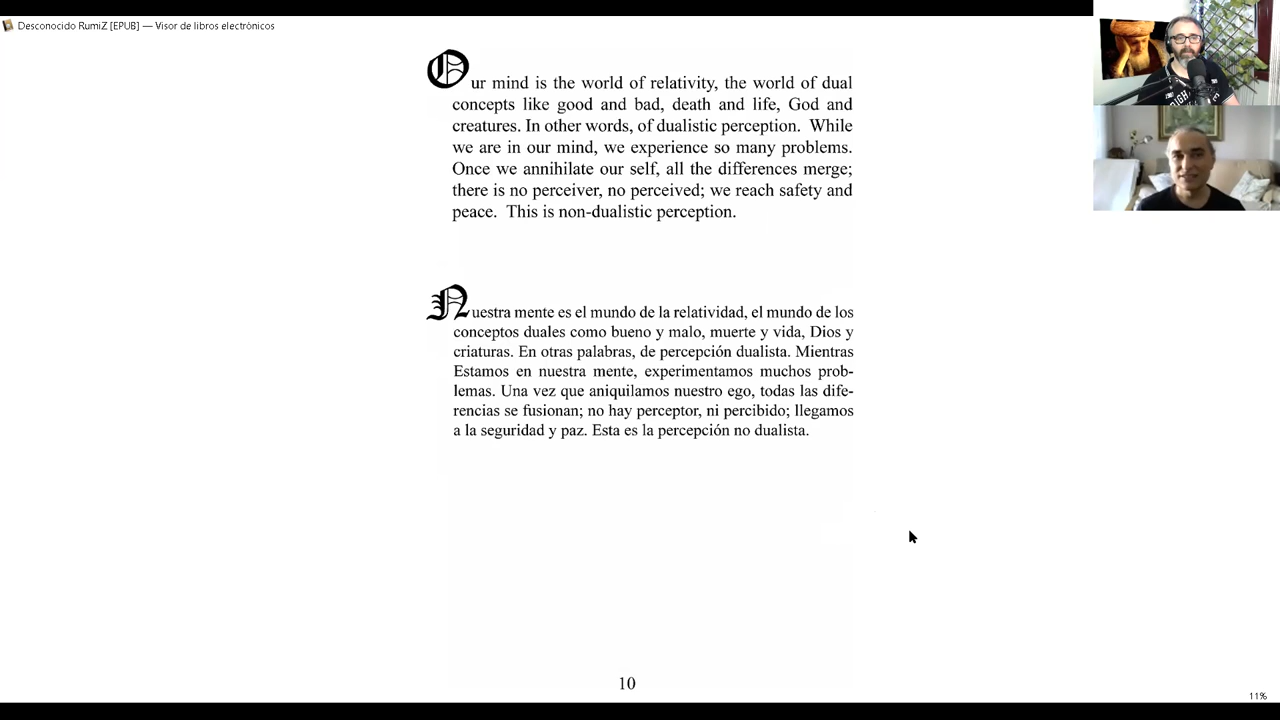 Desconocido RumiZ [EPUB] — Visor de libros electrónicos
Our mind is the world of relativity, the world of dual
concepts like good and bad, death and life, God and
creatures. In other words, of dualistic perception. While
we are in our mind, we experience so many problems.
Once we annihilate our self, all the differences merge;
there is no perceiver, no perceived; we reach safety and
peace. This is non-dualistic perception.
Nuestra mente es el mundo de la relatividad, el mundo de los
conceptos duales como bueno y malo, muerte y vida, Dios y
criaturas. En otras palabras, de percepción dualista. Mientras
Estamos en nuestra mente, experimentamos muchos prob-
lemas. Una vez que aniquilamos nuestro ego, todas las dife-
rencias se fusionan; no hay perceptor, ni percibido; llegamos
a la seguridad y paz. Esta es la percepción no dualista.
10
11%